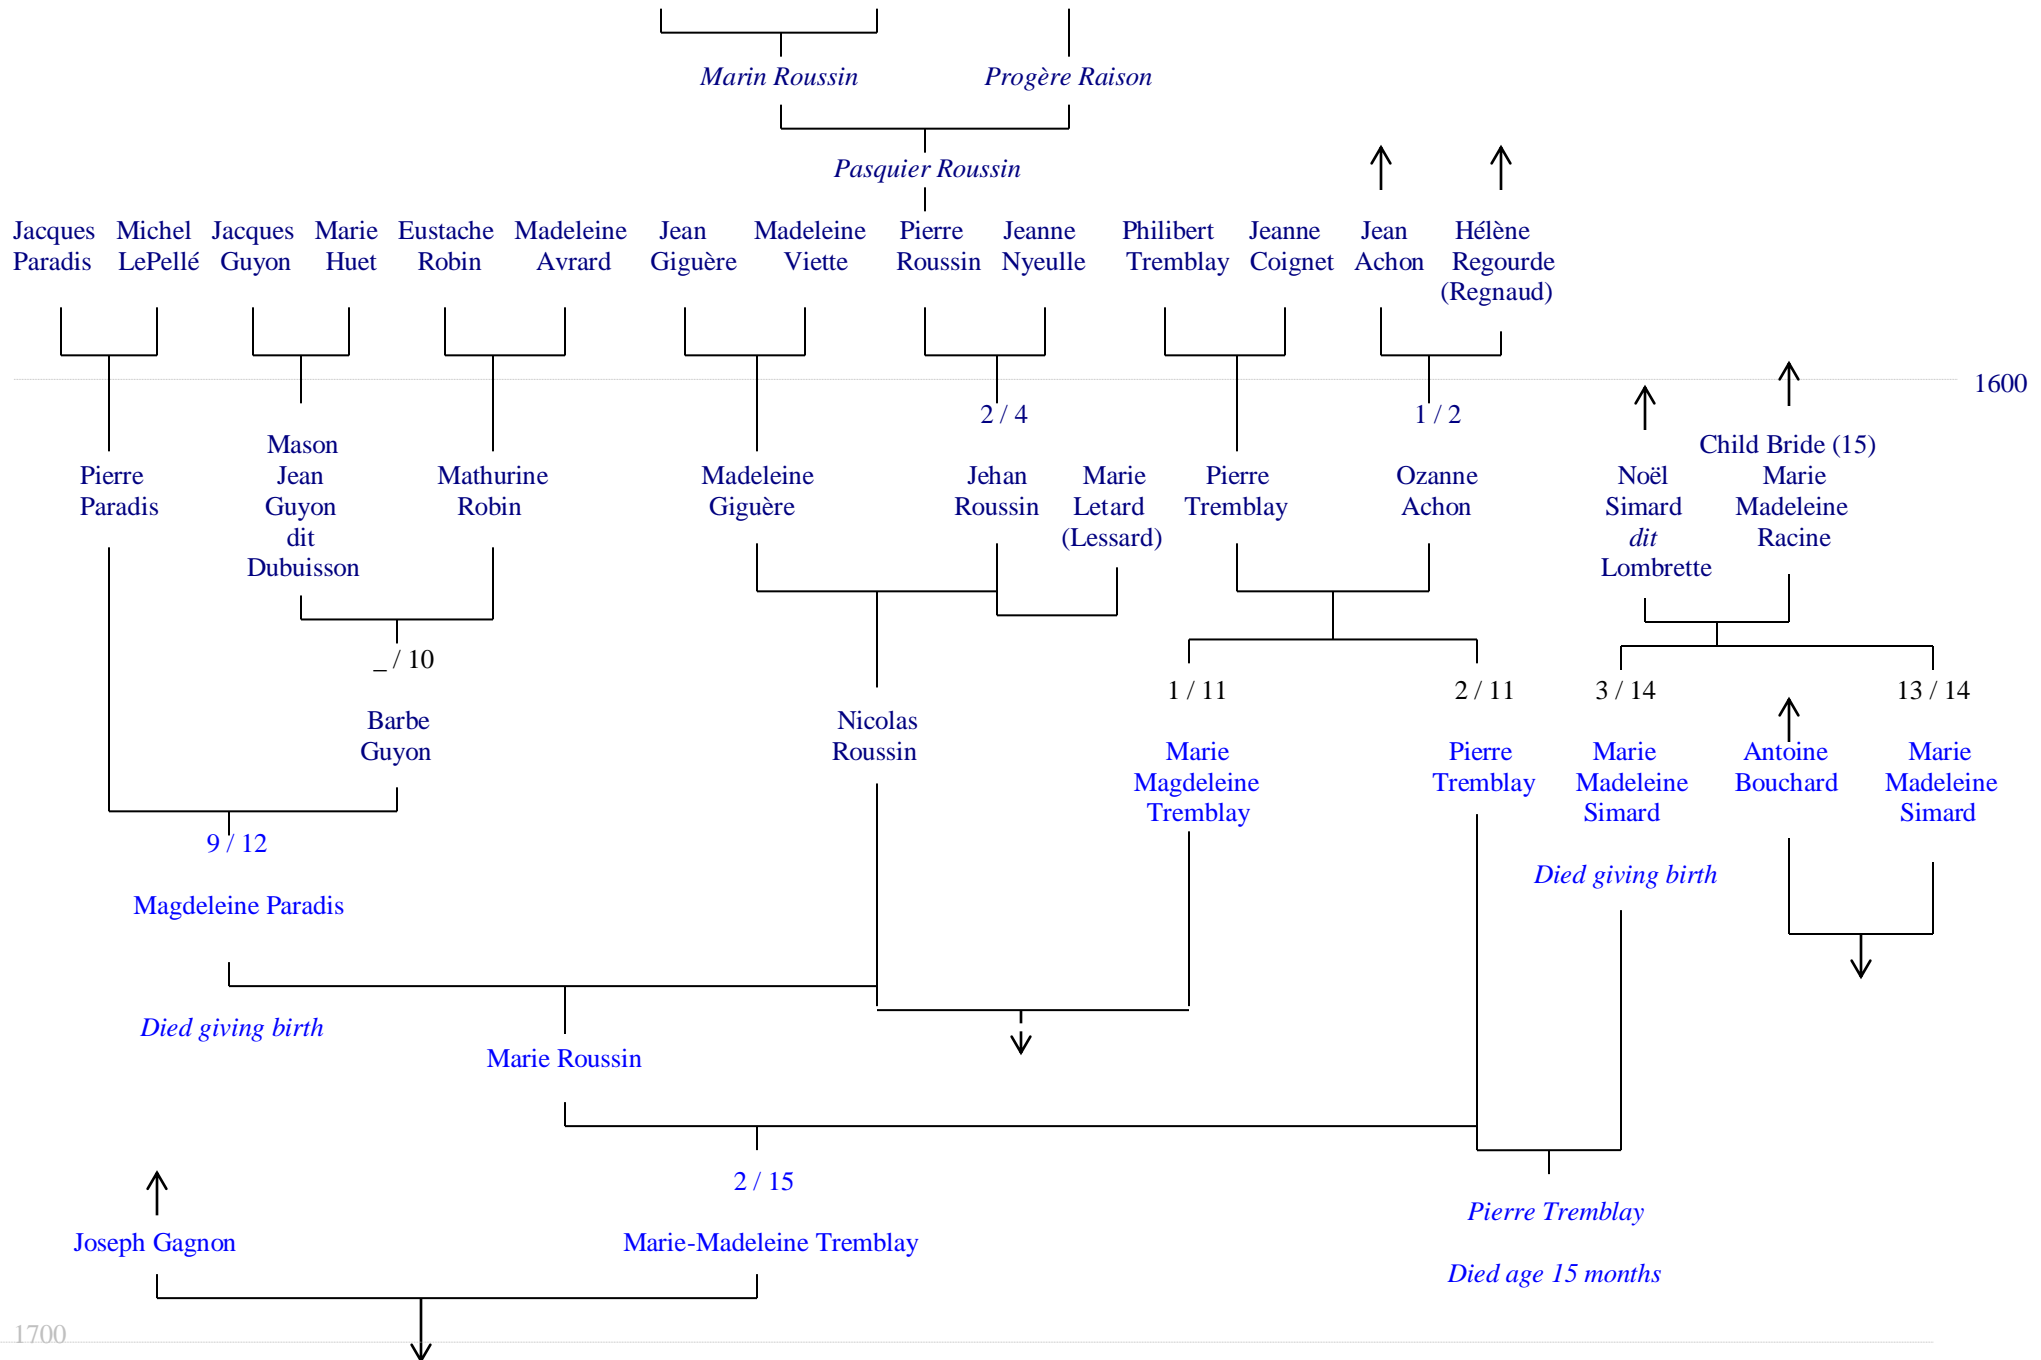 Marin Roussin
Progère Raison
Pasquier Roussin
Jacques
Paradis
Michel
LePellé
Jacques
Guyon
Marie
Huet
Eustache
Robin
Madeleine
Avrard
Jean
Giguère
Madeleine
Viette
Pierre
Roussin
Jeanne
Nyeulle
Philibert
Tremblay
Jeanne
Coignet
Jean
Achon
Hélène
Regourde
(Regnaud)
1600
2 / 4
1 / 2
Pierre
Paradis
Mason
Jean
Guyon
dit
Dubuisson
Mathurine
Robin
Madeleine
Giguère
Jehan
Roussin
Marie
Letard
(Lessard)
Pierre
Tremblay
Ozanne
Achon
Noël
Simard
dit
Lombrette
Child Bride (15)
Marie
Madeleine
Racine
_ / 10
Barbe
Guyon
Nicolas
Roussin
1 / 11
Marie
Magdeleine
Tremblay
2 / 11
Pierre
Tremblay
3 / 14
Marie
Madeleine
Simard
Died giving birth
Antoine
Bouchard
13 / 14
Marie
Madeleine
Simard
9 / 12
Magdeleine Paradis
Died giving birth
Marie Roussin
2 / 15
Joseph Gagnon
Marie-Madeleine Tremblay
Pierre Tremblay
Died age 15 months
1700